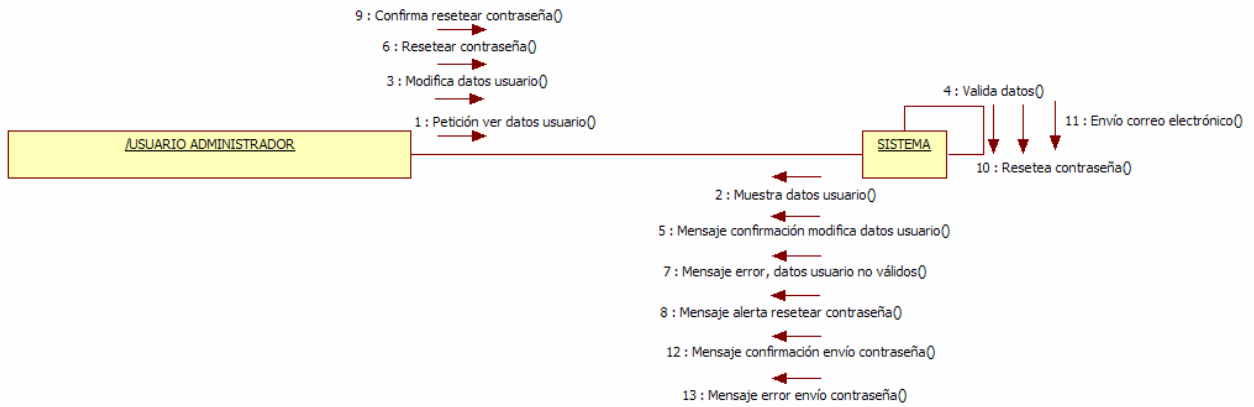 9 : Confirma resetear contraseña()
6 : Resetear contraseña()
3 : Modifica datos usuario()
4 : Valida datos()
1 : Petición ver datos usuario()
11 : Envío correo electrónico()
/USUARIO ADMINISTRADOR
SISTEMA
10 : Resetea contraseña()
2 : Muestra datos usuario()
5 : Mensaje confirmación modifica datos usuario()
7 : Mensaje error, datos usuario no válidos()
8 : Mensaje alerta resetear contraseña()
12 : Mensaje confirmación envío contraseña()
13 : Mensaje error envío contraseña()